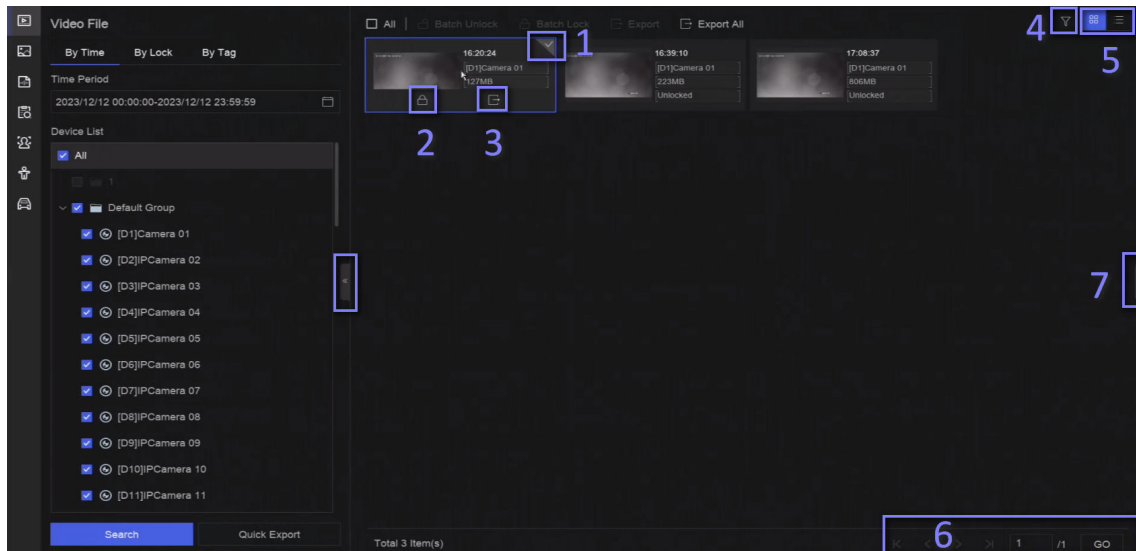 Video File
By Time By Lock By Tag
Time Period
2023/12/12 00:00:00-2023/12/12 23:59:59
Device List
All
1
Default Group
[D1]Camera 01
[D2]IPCamera 02
[D3]IPCamera 03
[D4]IPCamera 04
[D5]IPCamera 05
[D6]IPCamera 06
[D7]IPCamera 07
[D8]IPCamera 08
[D9]IPCamera 09
[D10]IPCamera 10
[D11]IPCamera 11
Search Quick Export
«
All Batch Unlock Batch Lock Export Export All
4
5
1
16:20:24
[D1]Camera 01
127MB
2
3
16:39:10
[D1]Camera 01
223MB
Unlocked
17:08:37
[D1]Camera 01
806MB
Unlocked
7
6
Total 3 Item(s) 1 /1 GO